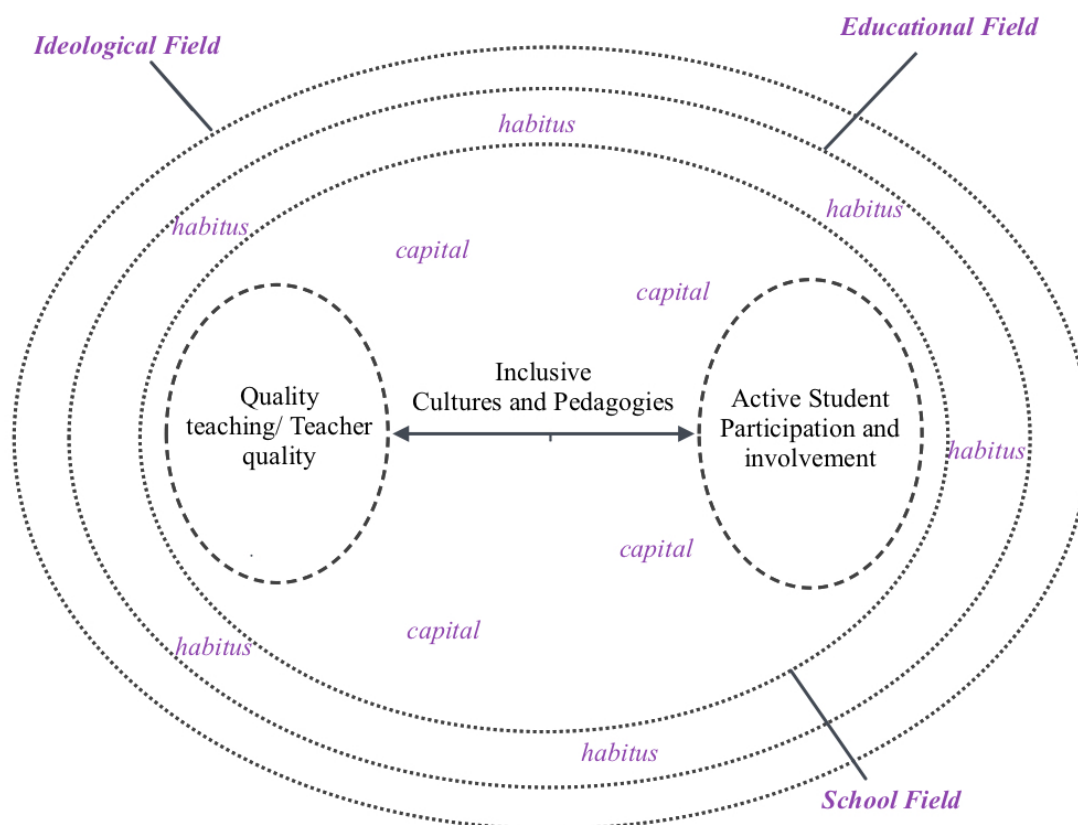 Educational Field
Ideological Field
habitus
habitus
habitus
capital
capital
Inclusive
Cultures and Pedagogies
Quality
teaching/ Teacher
quality
Active Student
Participation and
involvement
habitus
capital
capital
habitus
habitus
School Field